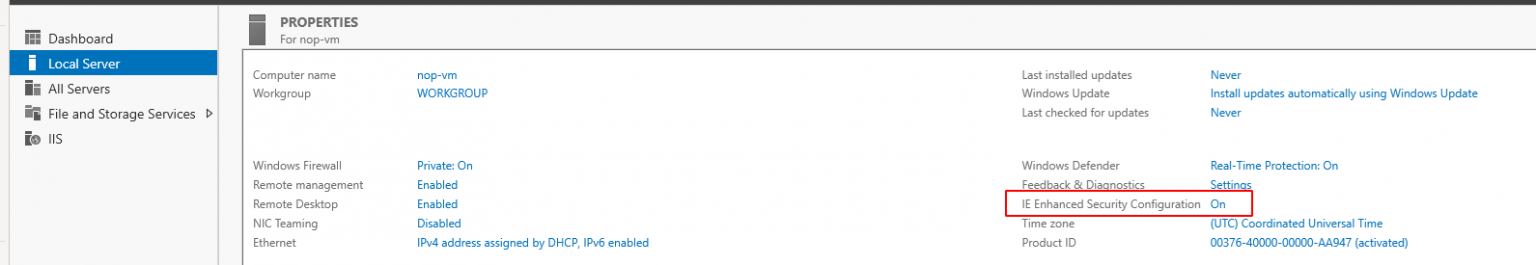 Dashboard
Local Server
All Servers
File and Storage Services
IIS
PROPERTIES
For nop-vm
Computer name nop-vm
Workgroup WORKGROUP
Last installed updates Never
Windows Update Install updates automatically using Windows Update
Last checked for updates Never
Windows Firewall Private: On
Remote management Enabled
Remote Desktop Enabled
NIC Teaming Disabled
Ethernet IPv4 address assigned by DHCP, IPv6 enabled
Windows Defender Real-Time Protection: On
Feedback & Diagnostics Settings
IE Enhanced Security Configuration On
Time zone (UTC) Coordinated Universal Time
Product ID 00376-40000-00000-AA947 (activated)